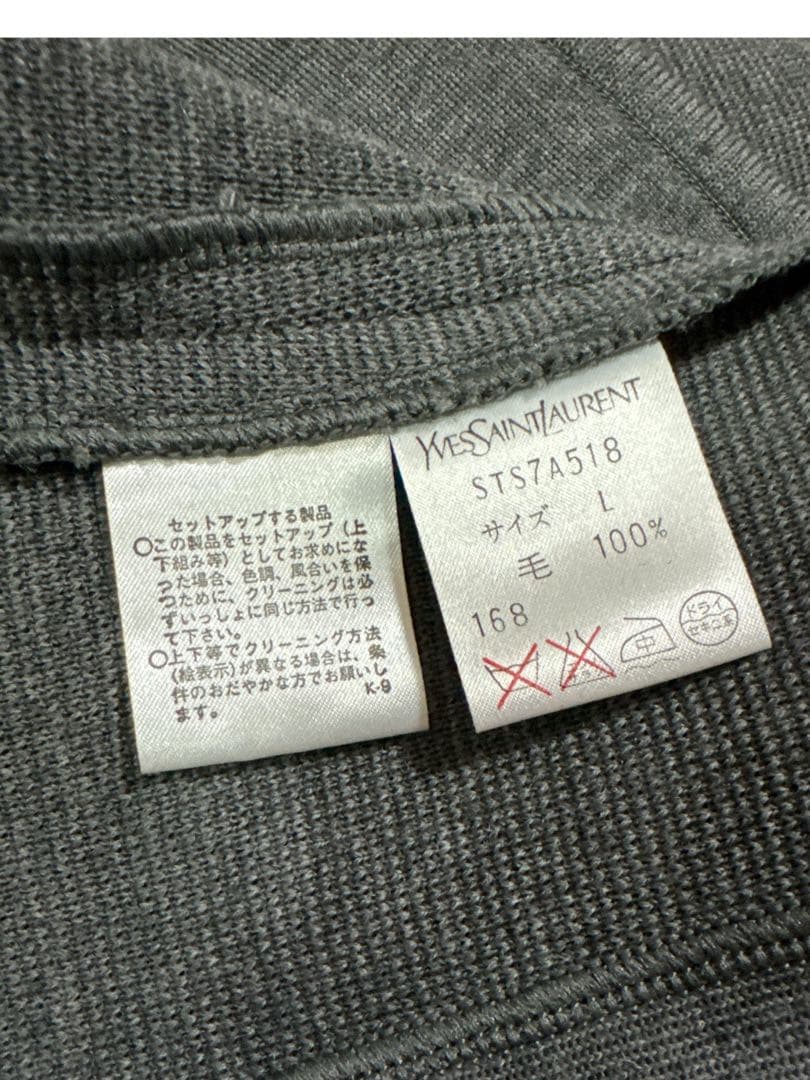 セットアップする製品
○この製品をセットアップ(上
下組み等)としてお求めにな
った場合、色調、風合いを保
つために、クリーニングは必
ずいっしょに同じ方法で行っ
て下さい。
○上下等でクリーニング方法
(絵表示)が異なる場合は、条
件のおだやかな方でお願いし
ます。
K-9
YVESSAINTLAURENT
STS7A518
サイズ L
毛 100%
168
中
ドライ
セキユ系